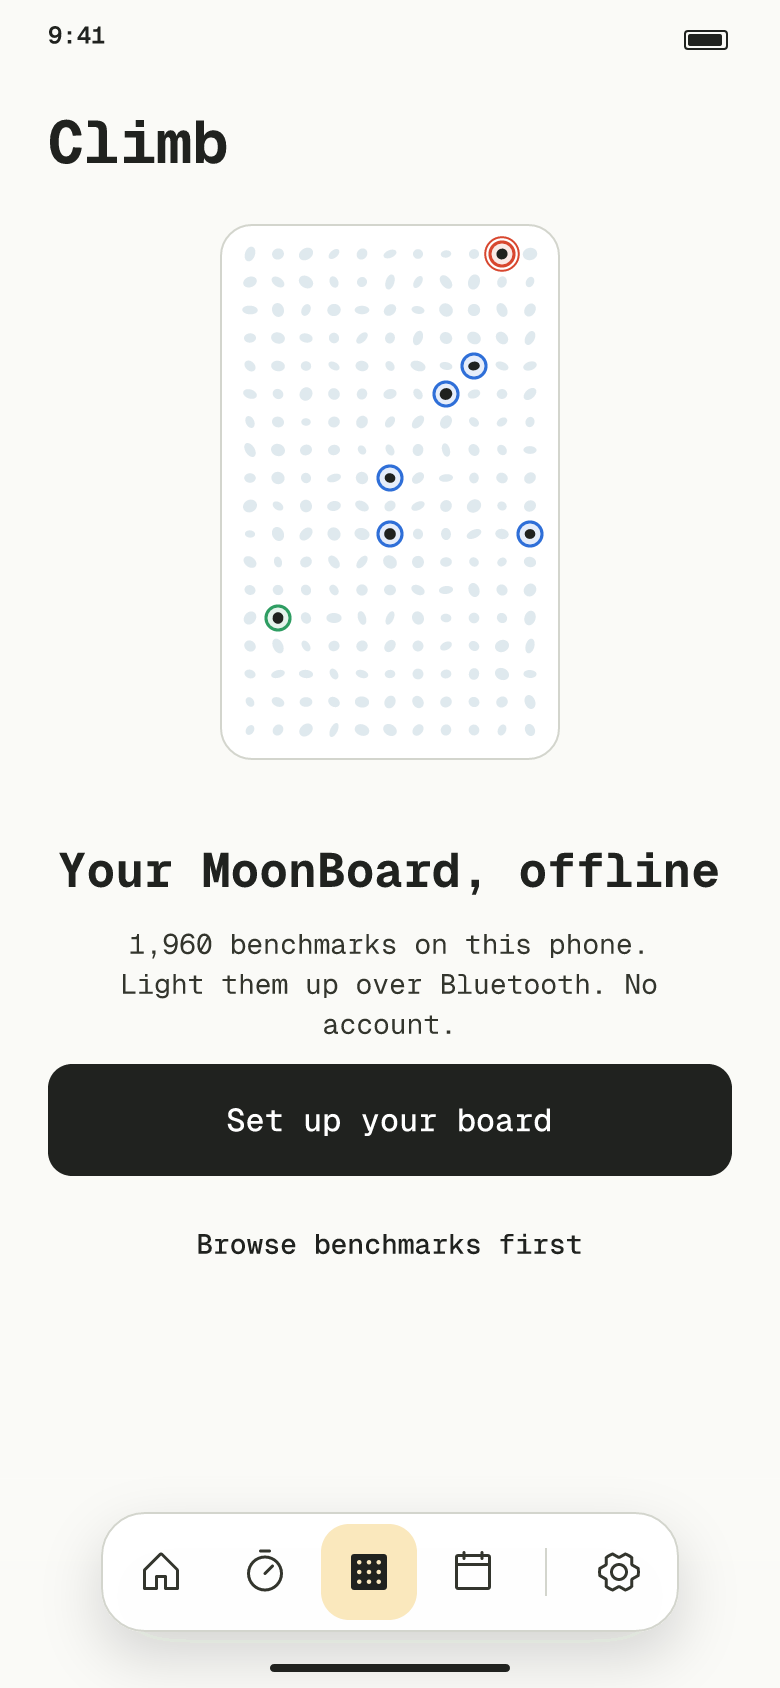 9:41
Climb
Your MoonBoard, offline
1,960 benchmarks on this phone.
Light them up over Bluetooth. No
account.
Set up your board
Browse benchmarks first